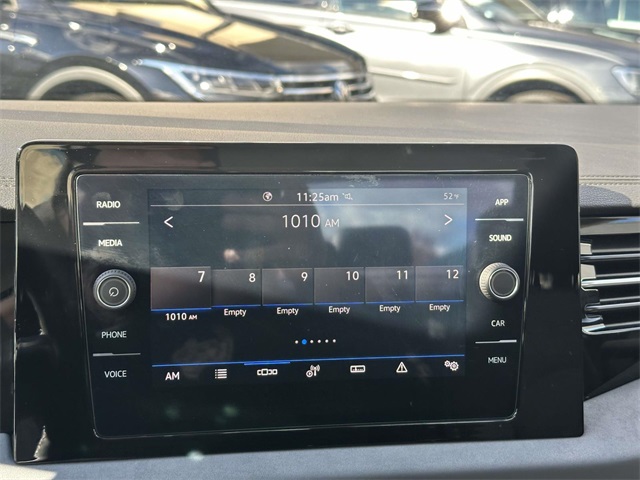 11:25am 52°F
RADIO
APP
< 1010 AM >
MEDIA
SOUND
7 8 9 10 11 12
1010 AM Empty Empty Empty Empty Empty
PHONE
CAR
VOICE
MENU
AM